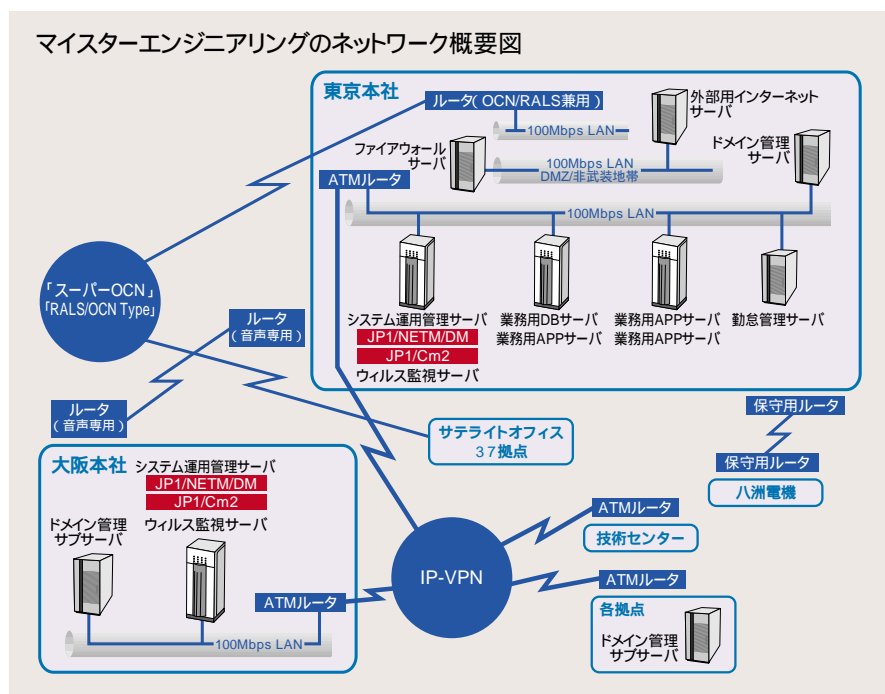 マイスターエンジニアリングのネットワーク概要図
東京本社
ルータ( OCN/RALS兼用 )
100Mbps LAN
外部用インターネット
サーバ
ファイアウォール
サーバ
100Mbps LAN
DMZ/非武装地帯
ドメイン管理
サーバ
ATMルータ
100Mbps LAN
システム運用管理サーバ
JP1/NETM/DM
JP1/Cm2
ウィルス監視サーバ
業務用DBサーバ
業務用APPサーバ
業務用APPサーバ
業務用APPサーバ
勤怠管理サーバ
「スーパーOCN」
「RALS/OCN Type」
ルータ
( 音声専用 )
ルータ
( 音声専用 )
サテライトオフィス
37拠点
保守用ルータ
保守用ルータ
八洲電機
大阪本社
システム運用管理サーバ
JP1/NETM/DM
JP1/Cm2
ウィルス監視サーバ
ドメイン管理
サブサーバ
ATMルータ
100Mbps LAN
IP-VPN
ATMルータ
技術センター
ATMルータ
各拠点
ドメイン管理
サブサーバ